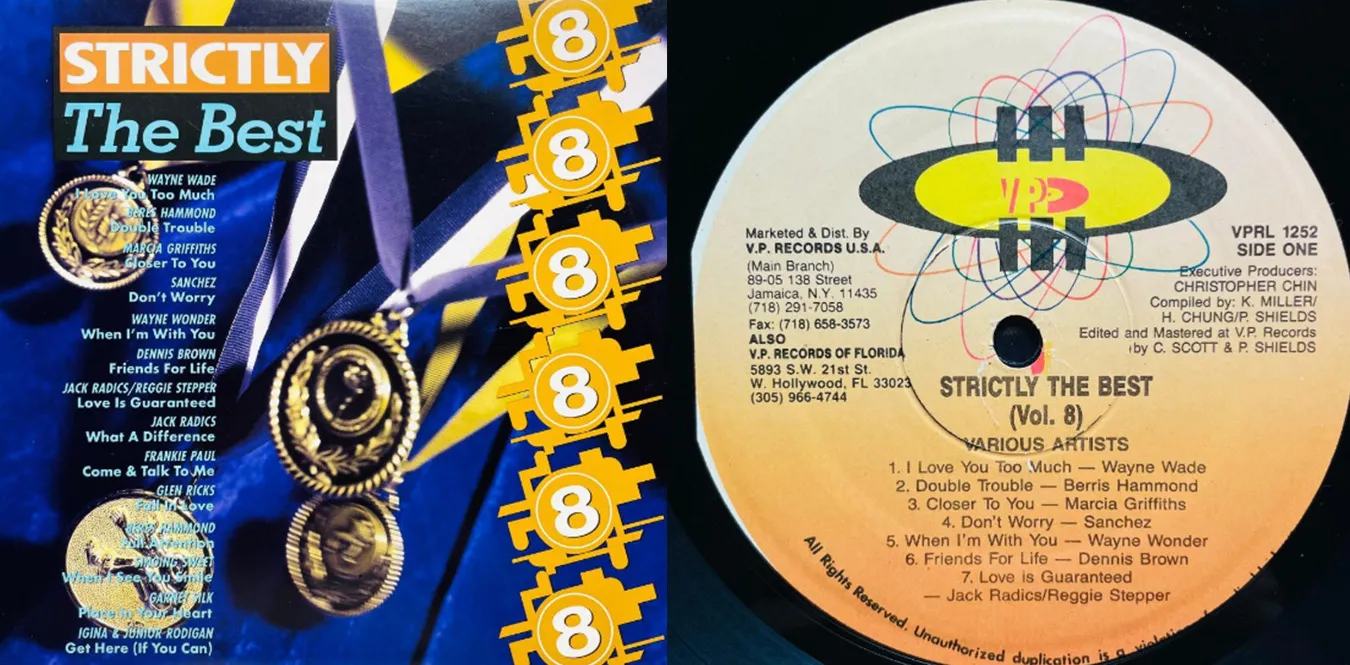 STRICTLY
The Best
WAYNE WADE
I Love You Too Much
BERES HAMMOND
Double Trouble
MARCIA GRIFFITHS
Closer To You
SANCHEZ
Don't Worry
WAYNE WONDER
When I'm With You
DENNIS BROWN
Friends For Life
JACK RADICS/REGGIE STEPPER
Love Is Guaranteed
JACK RADICS
What A Difference
FRANKIE PAUL
Come & Talk To Me
GLEN RICKS
Fall In Love
BERES HAMMOND
Full Attention
SMOING SWEET
When I See You Smile
GARNET SILK
Place In Your Heart
IGINA & JUNIOR RODIGAN
Get Here (If You Can)
8
8
8
8
8
8
VP
Marketed & Dist. By
V.P. RECORDS U.S.A.
(Main Branch)
89-05 138 Street
Jamaica, N.Y. 11435
(718) 291-7058
Fax: (718) 658-3573
ALSO
V.P. RECORDS OF FLORIDA
5893 S.W. 21st St.
W. Hollywood, FL 33023
(305) 966-4744
VPRL 1252
SIDE ONE
Executive Producers:
CHRISTOPHER CHIN
Compiled by: K. MILLER/
H. CHUNG/P. SHIELDS
Edited and Mastered at V.P. Records
by C. SCOTT & P. SHIELDS
STRICTLY THE BEST
(Vol. 8)
VARIOUS ARTISTS
1. I Love You Too Much — Wayne Wade
2. Double Trouble — Berris Hammond
3. Closer To You — Marcia Griffiths
4. Don't Worry — Sanchez
5. When I'm With You — Wayne Wonder
6. Friends For Life — Dennis Brown
7. Love is Guaranteed
— Jack Radics/Reggie Stepper
All Rights Reserved. Unauthorized duplication is a